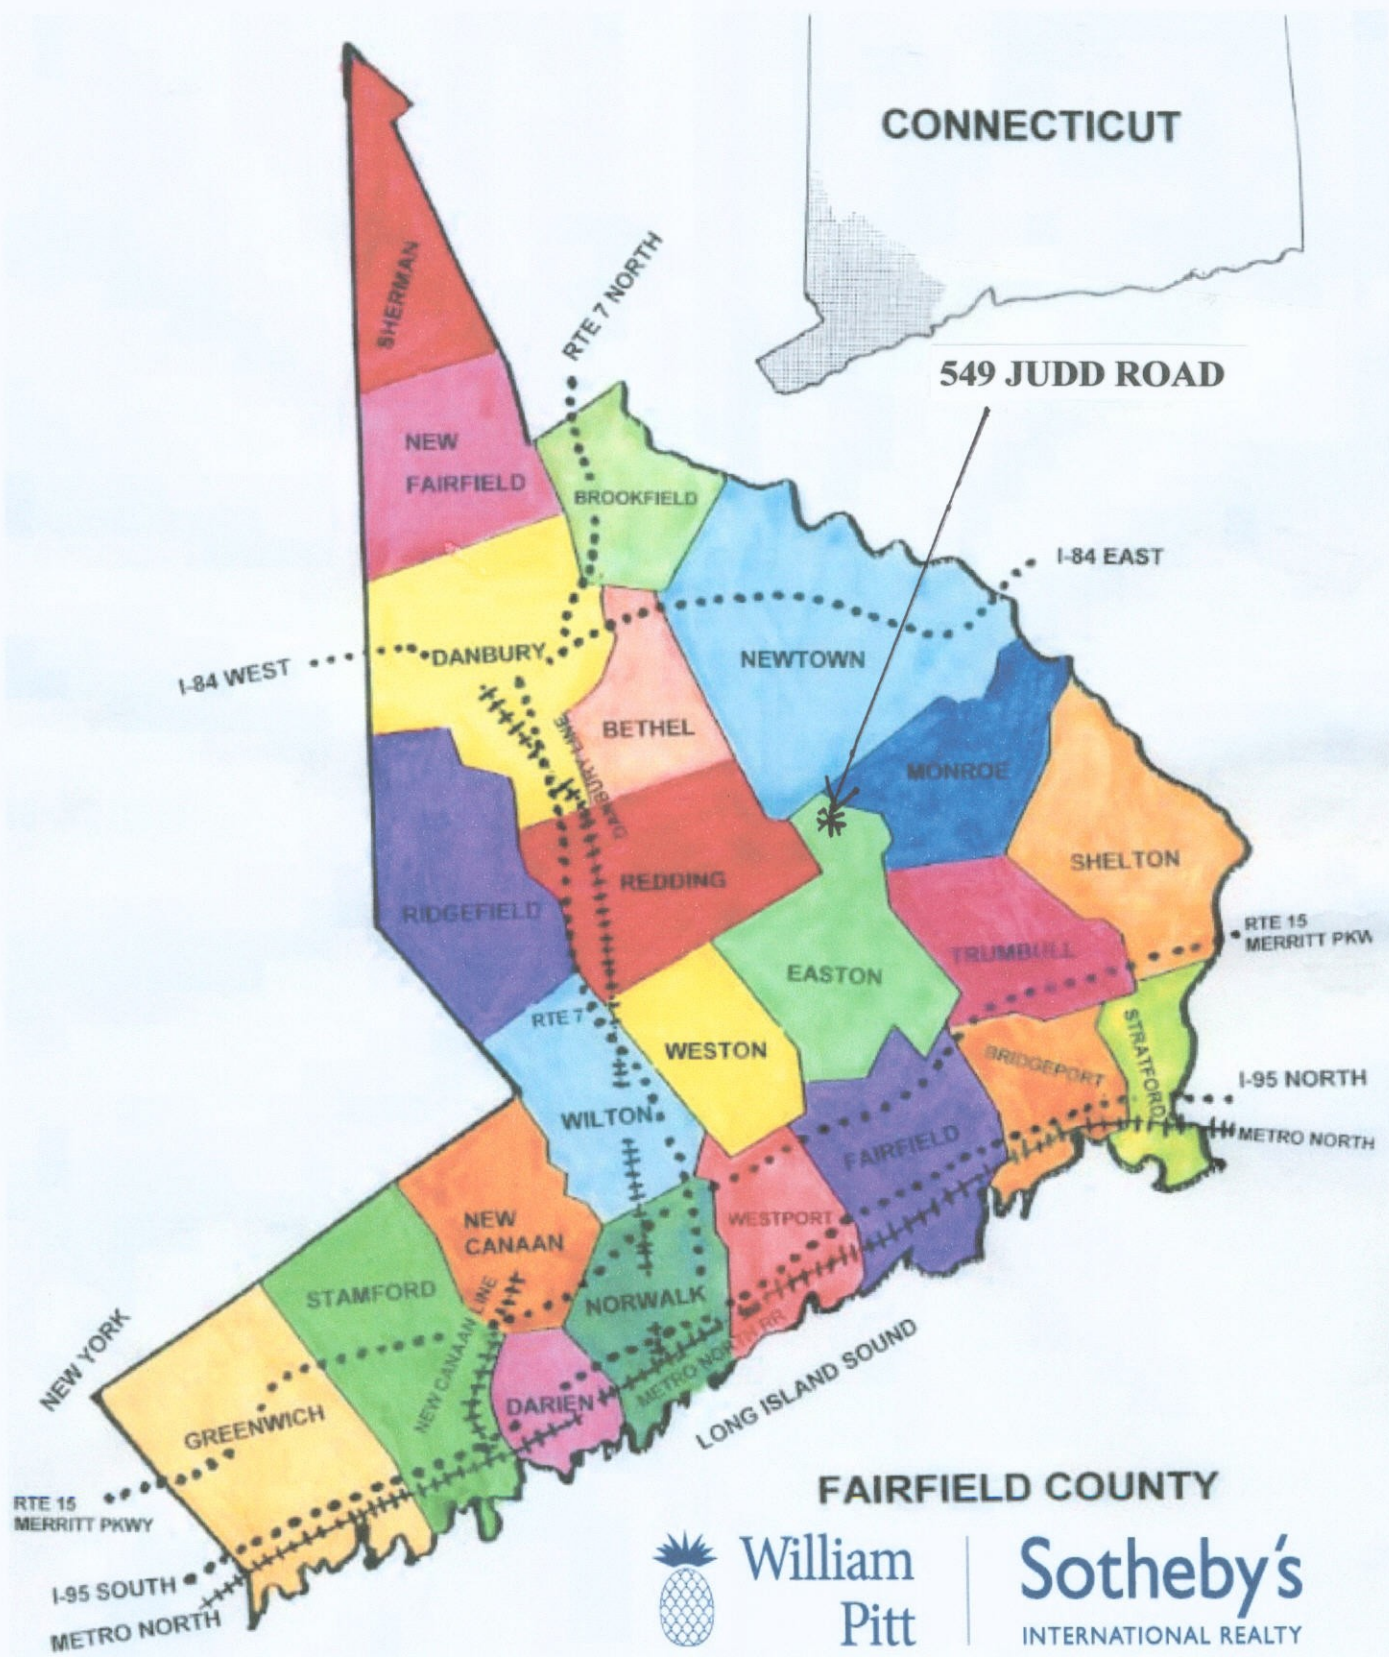 CONNECTICUT
549 JUDD ROAD
SHERMAN
RTE 7 NORTH
NEW
FAIRFIELD
BROOKFIELD
I-84 EAST
I-84 WEST
DANBURY
NEWTOWN
BETHEL
DANBURY LINE
MONROE
REDDING
SHELTON
RIDGEFIELD
RTE 15
MERRITT PKW
TRUMBULL
EASTON
RTE 7
WESTON
BRIDGEPORT
STRATFORD
I-95 NORTH
METRO NORTH
WILTON
FAIRFIELD
NEW
CANAAN
WESTPORT
STAMFORD
NORWALK
NEW CANAAN LINE
METRO NORTH RR
NEW YORK
DARIEN
LONG ISLAND SOUND
GREENWICH
RTE 15
MERRITT PKWY
I-95 SOUTH
METRO NORTH
FAIRFIELD COUNTY
William
Pitt
Sotheby's
INTERNATIONAL REALTY